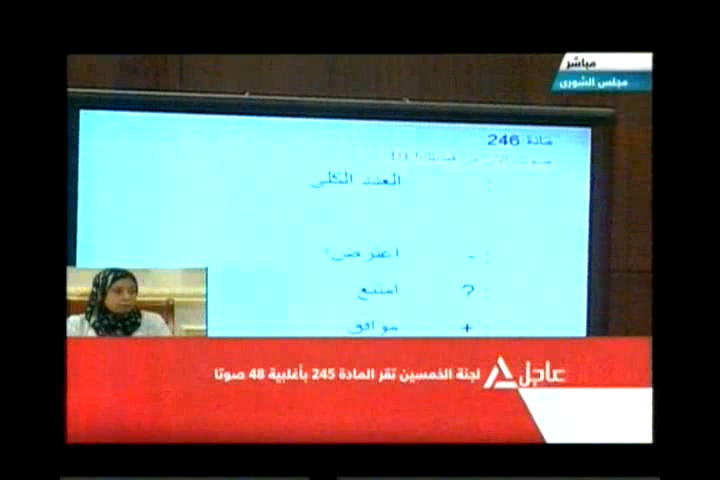 مباشر
مجلس الشورى
مادة 246
العدد الكلي :
اعترض - :
امتنع ? :
موافق + :
عاجل
لجنة الخمسين تقر المادة 245 بأغلبية 48 صوتا